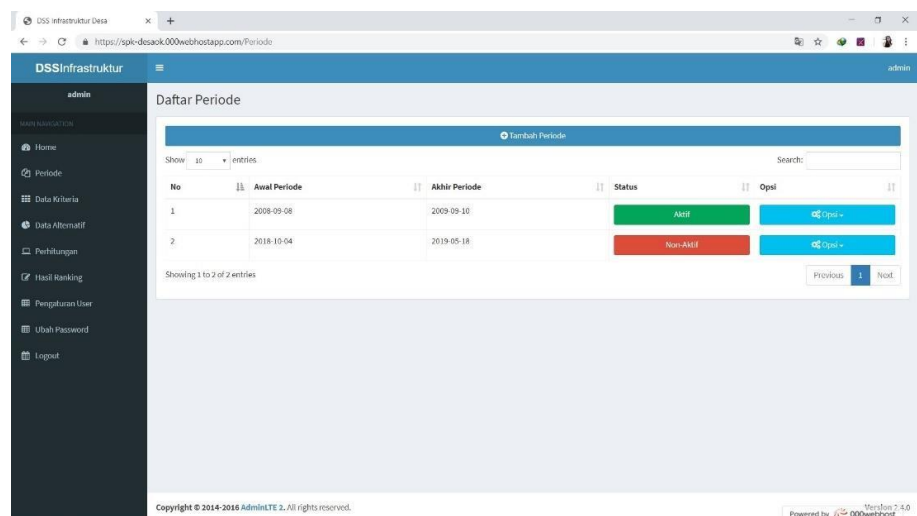 DSS Infrastruktur Desa
https://spk-desaok.000webhostapp.com/Periode
DSSInfrastruktur
admin
admin
MAIN NAVIGATION
Home
Periode
Data Kriteria
Data Alternatif
Perhitungan
Hasil Ranking
Pengaturan User
Ubah Password
Logout
Daftar Periode
Tambah Periode
Show 10 entries
Search:
No Awal Periode Akhir Periode Status Opsi
1 2008-09-08 2009-09-10 Aktif Opsi
2 2018-10-04 2019-05-18 Non-Aktif Opsi
Showing 1 to 2 of 2 entries
Previous 1 Next
Copyright © 2014-2016 AdminLTE 2. All rights reserved.
Version 2.4.0
Powered by 000webhost